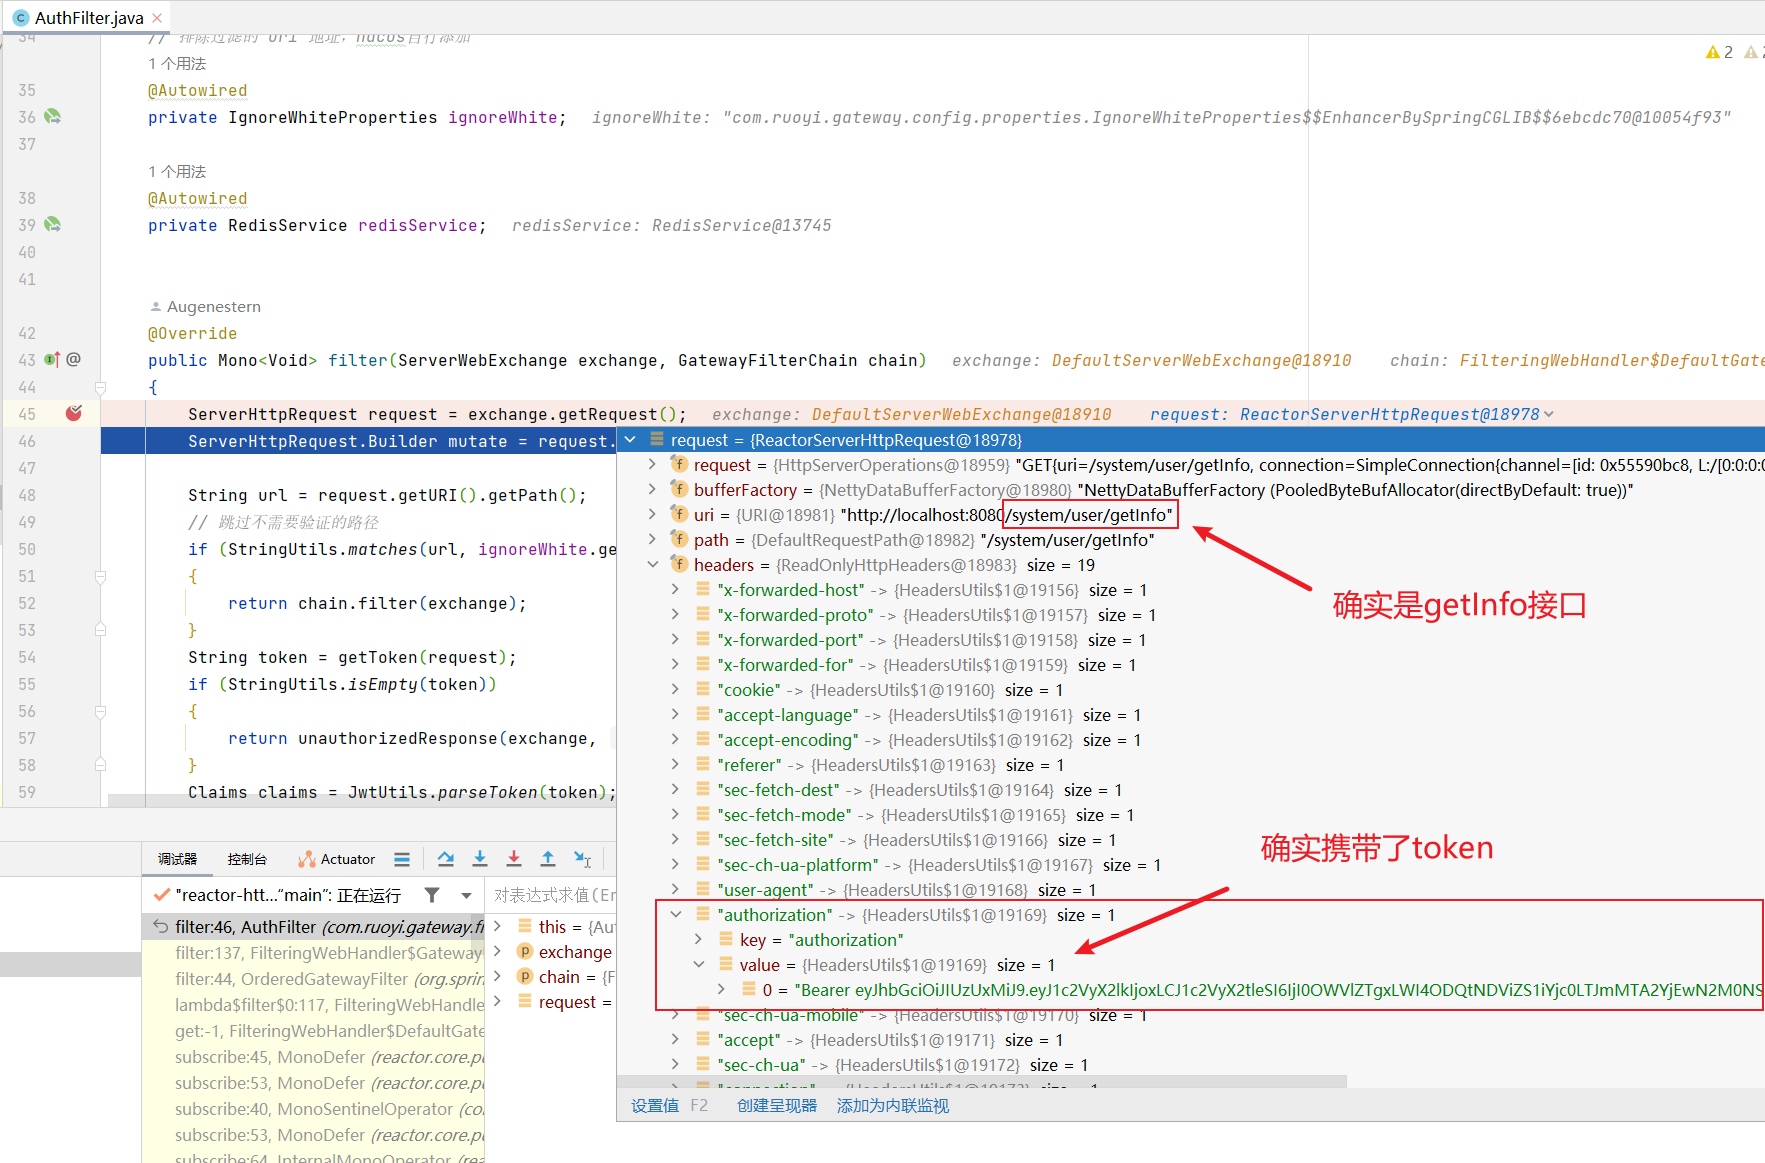 AuthFilter.java
34 // 排除过滤的 uri 地址，nacos自行添加
1 个用法
35 @Autowired
36 private IgnoreWhiteProperties ignoreWhite; ignoreWhite: "com.ruoyi.gateway.config.properties.IgnoreWhiteProperties$$EnhancerBySpringCGLIB$$6ebcdc70@10054f93"
37
1 个用法
38 @Autowired
39 private RedisService redisService; redisService: RedisService@13745
40
41
Augenestern
42 @Override
43 public Mono<Void> filter(ServerWebExchange exchange, GatewayFilterChain chain) exchange: DefaultServerWebExchange@18910 chain: FilteringWebHandler$DefaultGate
44 {
45 ServerHttpRequest request = exchange.getRequest(); exchange: DefaultServerWebExchange@18910 request: ReactorServerHttpRequest@18978
46 ServerHttpRequest.Builder mutate = request.
47
48 String url = request.getURI().getPath();
49 // 跳过不需要验证的路径
50 if (StringUtils.matches(url, ignoreWhite.ge
51 {
52 return chain.filter(exchange);
53 }
54 String token = getToken(request);
55 if (StringUtils.isEmpty(token))
56 {
57 return unauthorizedResponse(exchange,
58 }
59 Claims claims = JwtUtils.parseToken(token);
2
request = {ReactorServerHttpRequest@18978}
request = {HttpServerOperations@18959} "GET{uri=/system/user/getInfo, connection=SimpleConnection{channel=[id: 0x55590bc8, L:/[0:0:0:0
bufferFactory = {NettyDataBufferFactory@18980} "NettyDataBufferFactory (PooledByteBufAllocator(directByDefault: true))"
uri = {URI@18981} "http://localhost:8080/system/user/getInfo"
path = {DefaultRequestPath@18982} "/system/user/getInfo"
headers = {ReadOnlyHttpHeaders@18983} size = 19
"x-forwarded-host" -> {HeadersUtils$1@19156} size = 1
"x-forwarded-proto" -> {HeadersUtils$1@19157} size = 1
"x-forwarded-port" -> {HeadersUtils$1@19158} size = 1
"x-forwarded-for" -> {HeadersUtils$1@19159} size = 1
"cookie" -> {HeadersUtils$1@19160} size = 1
"accept-language" -> {HeadersUtils$1@19161} size = 1
"accept-encoding" -> {HeadersUtils$1@19162} size = 1
"referer" -> {HeadersUtils$1@19163} size = 1
"sec-fetch-dest" -> {HeadersUtils$1@19164} size = 1
"sec-fetch-mode" -> {HeadersUtils$1@19165} size = 1
"sec-fetch-site" -> {HeadersUtils$1@19166} size = 1
"sec-ch-ua-platform" -> {HeadersUtils$1@19167} size = 1
"user-agent" -> {HeadersUtils$1@19168} size = 1
"authorization" -> {HeadersUtils$1@19169} size = 1
key = "authorization"
value = {HeadersUtils$1@19169} size = 1
0 = "Bearer eyJhbGciOiJIUzUxMiJ9.eyJ1c2VyX2lkIjoxLCJ1c2VyX2tleSI6IjI0OWVlZTgxLWI4ODQtNDViZS1iYjc0LTJmMTA2YjEwN2M0NS
"sec-ch-ua-mobile" -> {HeadersUtils$1@19170} size = 1
"accept" -> {HeadersUtils$1@19171} size = 1
"sec-ch-ua" -> {HeadersUtils$1@19172} size = 1
"connection" -> {HeadersUtils$1@19173} size = 1
设置值 F2 创建呈现器 添加为内联监视
确实是getInfo接口
确实携带了token
调试器 控制台 Actuator
"reactor-htt..."main": 正在运行
对表达式求值(En
filter:46, AuthFilter (com.ruoyi.gateway.fi
filter:137, FilteringWebHandler$Gateway
filter:44, OrderedGatewayFilter (org.sprin
lambda$filter$0:117, FilteringWebHandle
get:-1, FilteringWebHandler$DefaultGate
subscribe:45, MonoDefer (reactor.core.pu
subscribe:53, MonoDefer (reactor.core.pu
subscribe:40, MonoSentinelOperator (co
subscribe:53, MonoDefer (reactor.core.pu
subscribe:64, InternalMonoOperator (rea
this = {Au
exchange
chain = {F
request =